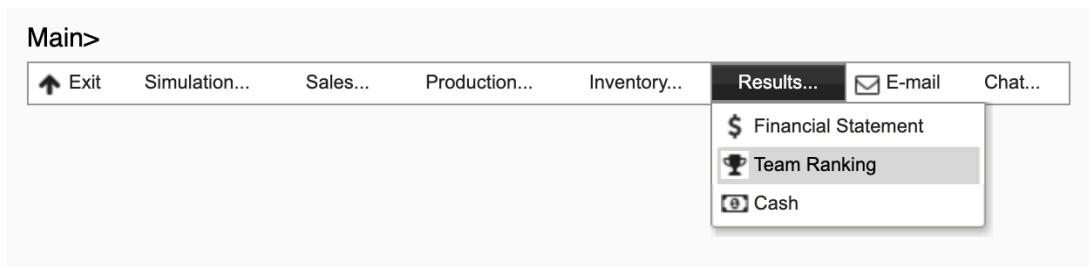 Main>
Exit Simulation... Sales... Production... Inventory... Results... E-mail Chat...
Financial Statement
Team Ranking
Cash